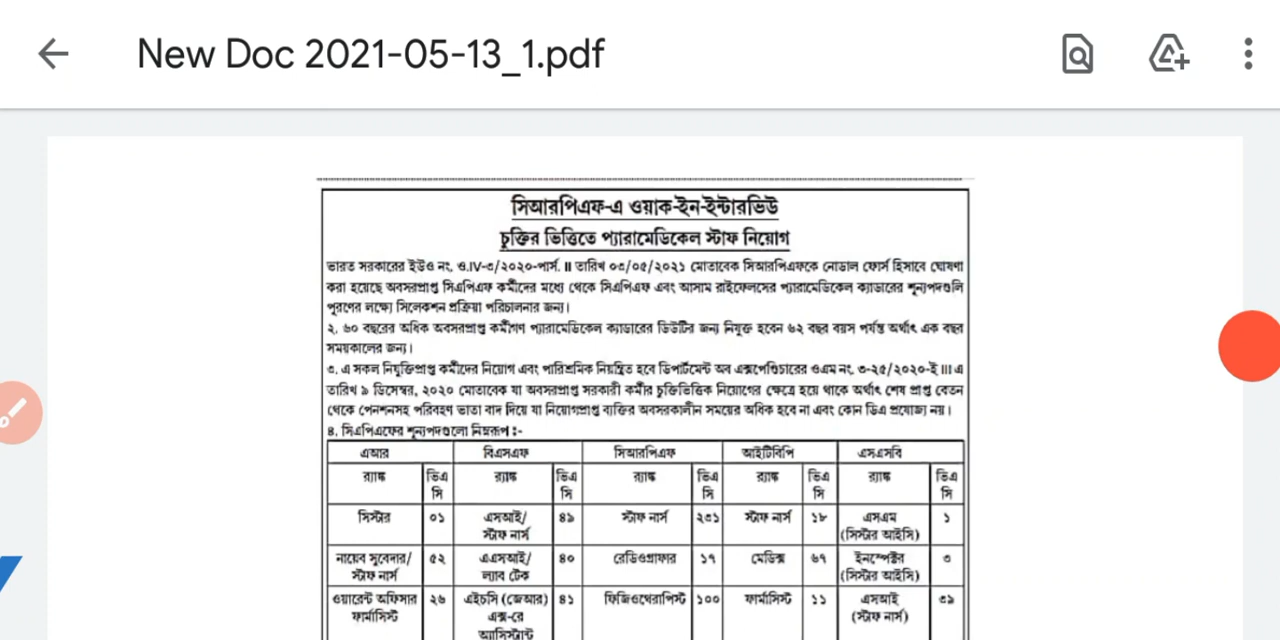 New Doc 2021-05-13_1.pdf
সিআরপিএফ-এ ওয়াক-ইন-ইন্টারভিউ
চুক্তির ভিত্তিতে প্যারামেডিকেল স্টাফ নিয়োগ
ভারত সরকারের ইউও নং. ও.IV-৩/২০২০-পার্স. II তারিখ ০৩/০৫/২০২১ মোতাবেক সিআরপিএফকে নোডাল ফোর্স হিসাবে ঘোষণা
করা হয়েছে অবসরপ্রাপ্ত সিএপিএফ কর্মীদের মধ্যে থেকে সিএপিএফ এবং আসাম রাইফেলসের প্যারামেডিকেল ক্যাডারের শূন্যপদগুলি
পূরণের লক্ষ্যে সিলেকশন প্রক্রিয়া পরিচালনার জন্য।
২. ৬০ বছরের অধিক অবসরপ্রাপ্ত কর্মীগণ প্যারামেডিকেল ক্যাডারের ডিউটির জন্য নিযুক্ত হবেন ৬২ বছর বয়স পর্যন্ত অর্থাৎ এক বছর
সময়কালের জন্য।
৩. এ সকল নিযুক্তিপ্রাপ্ত কর্মীদের নিয়োগ এবং পারিশ্রমিক নিয়ন্ত্রিত হবে ডিপার্টমেন্ট অব এক্সপেণ্ডিচারের ওএম নং. ৩-২৫/২০২০-ই III এ
তারিখ ৯ ডিসেম্বর, ২০২০ মোতাবেক যা অবসরপ্রাপ্ত সরকারী কর্মীর চুক্তিভিত্তিক নিয়োগের ক্ষেত্রে হয়ে থাকে অর্থাৎ শেষ প্রাপ্ত বেতন
থেকে পেনশনসহ পরিবহণ ভাতা বাদ দিয়ে যা নিয়োগপ্রাপ্ত ব্যক্তির অবসরকালীন সময়ের অধিক হবে না এবং কোন ডিএ প্রযোজ্য নয়।
৪. সিএপিএফের শূন্যপদগুলো নিম্নরূপ :-
এআর বিএসএফ সিআরপিএফ আইটিবিপি এসএসবি
র‍্যাঙ্ক ভিএ র‍্যাঙ্ক ভিএ র‍্যাঙ্ক ভিএ র‍্যাঙ্ক ভিএ র‍্যাঙ্ক ভিএ
সি সি সি সি সি
সিস্টার ০১ এসআই/ ৪৯ স্টাফ নার্স ২৩১ স্টাফ নার্স ১৮ এসএম ১
স্টাফ নার্স (সিস্টার আইসি)
নায়েব সুবেদার/ ৫২ এএসআই/ ৪০ রেডিওগ্রাফার ১৭ মেডিক্স ৬৭ ইনস্পেক্টর ৩
স্টাফ নার্স ল্যাব টেক (সিস্টার আইসি)
ওয়ারেন্ট অফিসার ২৬ এইচসি (জেআর) ৪১ ফিজিওথেরাপিস্ট ১০০ ফার্মাসিস্ট ১১ এসআই ৩৯
ফার্মাসিস্ট এক্স-রে (স্টাফ নার্স)
অ্যাসিস্ট্যান্ট